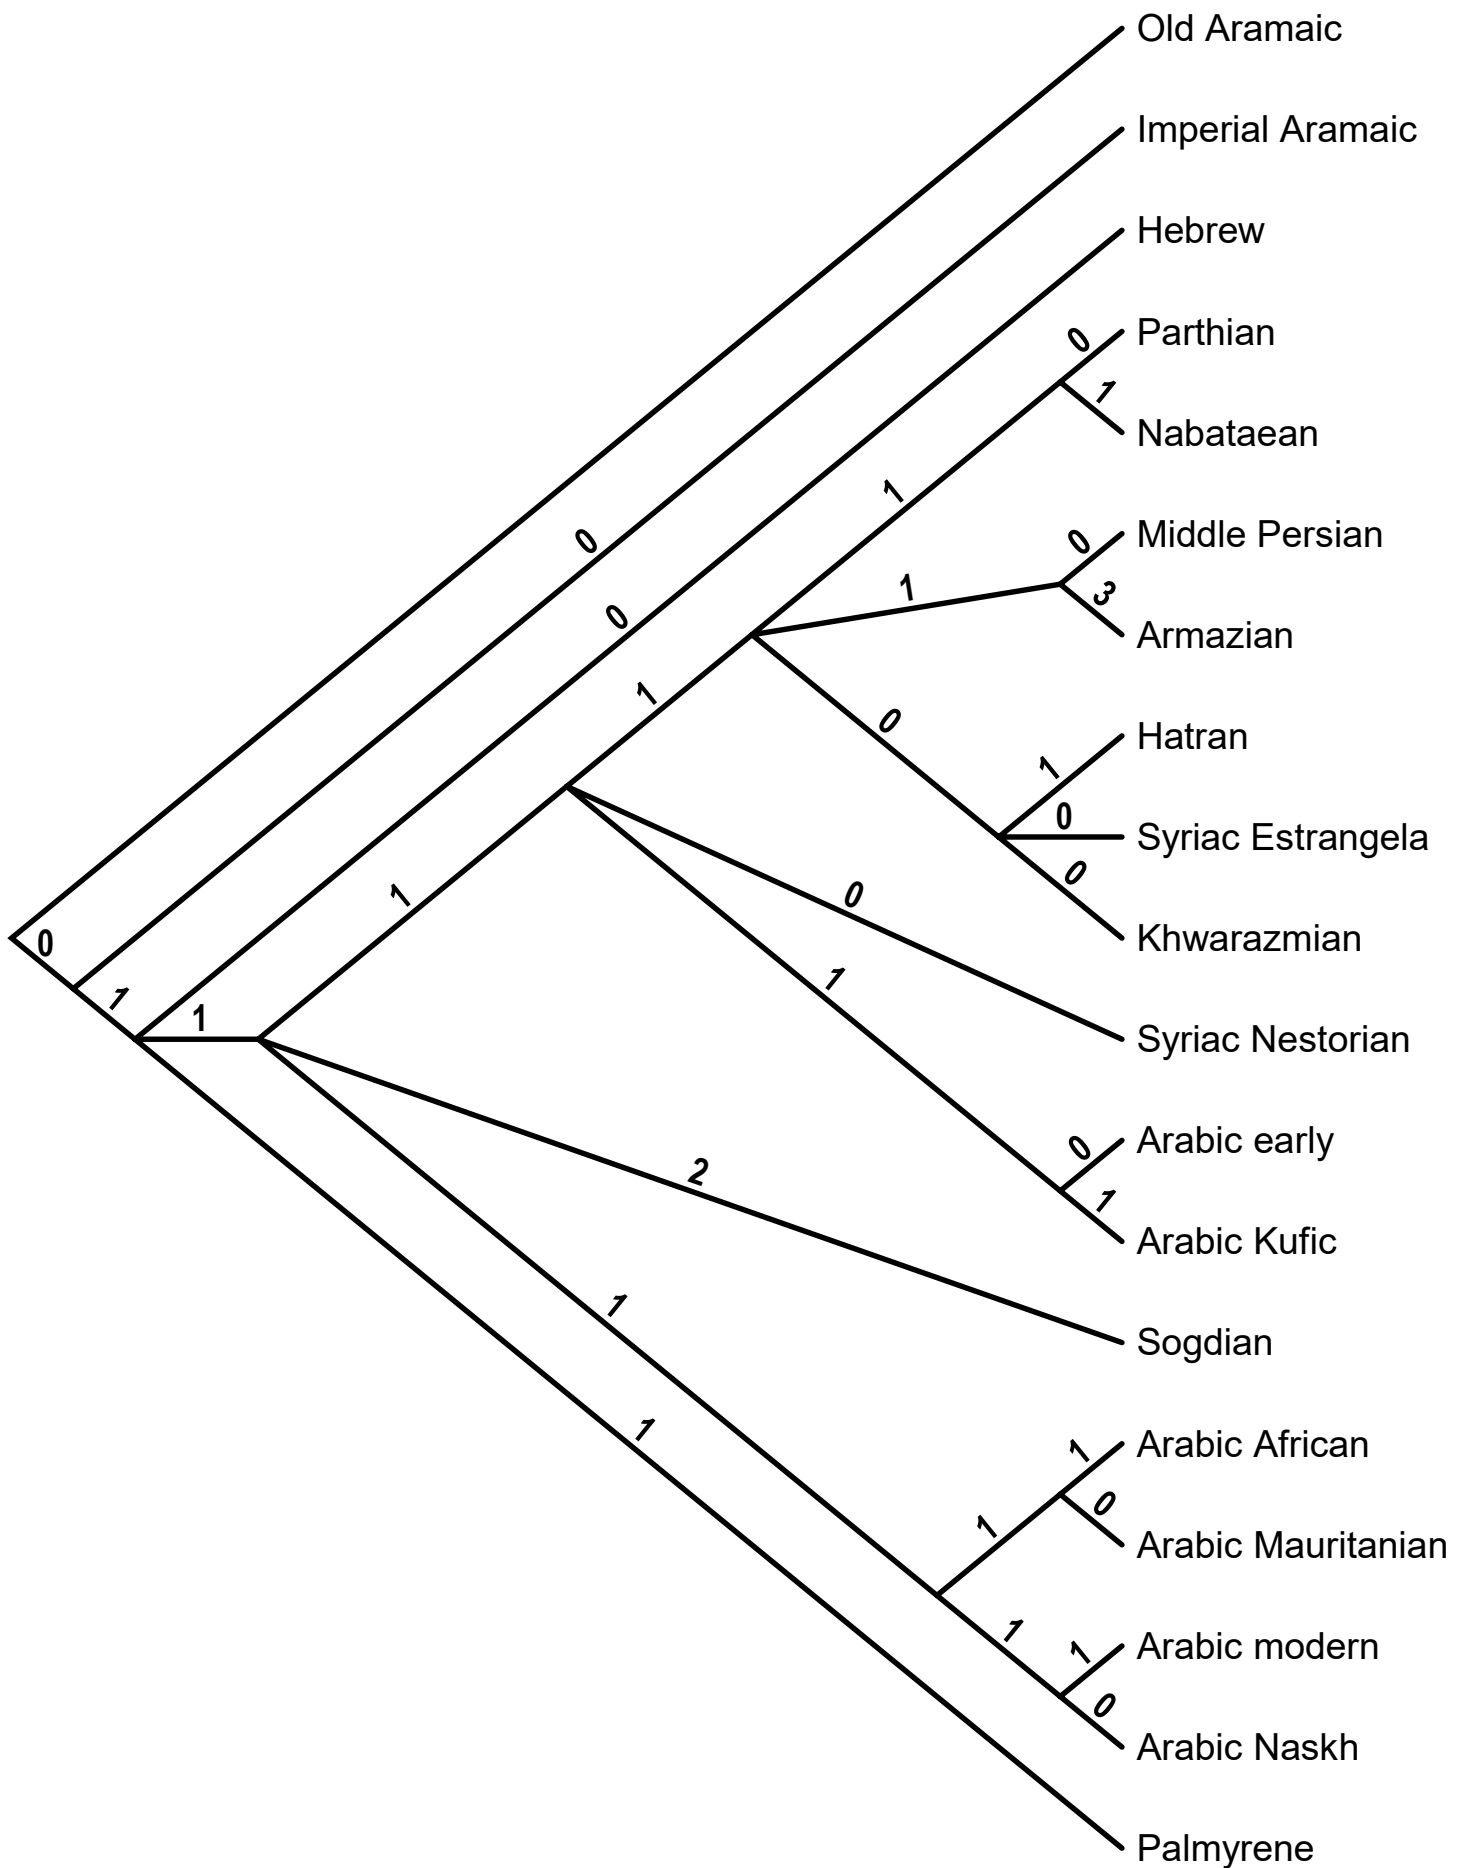 Old Aramaic
Imperial Aramaic
Hebrew
0
Parthian
1
Nabataean
1
0
Middle Persian
0
1
3
Armazian
0
1
0
Hatran
1
0
Syriac Estrangela
0
1
0
Khwarazmian
0
1
1
Syriac Nestorian
1
0
Arabic early
2
1
Arabic Kufic
1
Sogdian
1
1
Arabic African
0
1
Arabic Mauritanian
1
1
Arabic modern
0
Arabic Naskh
Palmyrene